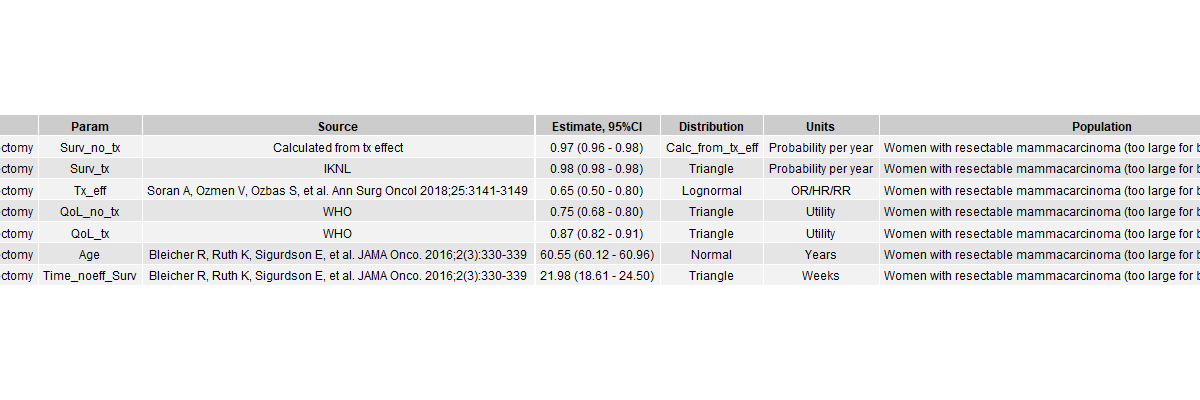 Param Source Estimate, 95%CI Distribution Units Population
ctomy Surv_no_tx Calculated from tx effect 0.97 (0.96 - 0.98) Calc_from_tx_eff Probability per year Women with resectable mammacarcinoma (too large for b
ctomy Surv_tx IKNL 0.98 (0.98 - 0.98) Triangle Probability per year Women with resectable mammacarcinoma (too large for b
ctomy Tx_eff Soran A, Ozmen V, Ozbas S, et al. Ann Surg Oncol 2018;25:3141-3149 0.65 (0.50 - 0.80) Lognormal OR/HR/RR Women with resectable mammacarcinoma (too large for b
ctomy QoL_no_tx WHO 0.75 (0.68 - 0.80) Triangle Utility Women with resectable mammacarcinoma (too large for b
ctomy QoL_tx WHO 0.87 (0.82 - 0.91) Triangle Utility Women with resectable mammacarcinoma (too large for b
ctomy Age Bleicher R, Ruth K, Sigurdson E, et al. JAMA Onco. 2016;2(3):330-339 60.55 (60.12 - 60.96) Normal Years Women with resectable mammacarcinoma (too large for b
ctomy Time_noeff_Surv Bleicher R, Ruth K, Sigurdson E, et al. JAMA Onco. 2016;2(3):330-339 21.98 (18.61 - 24.50) Triangle Weeks Women with resectable mammacarcinoma (too large for b